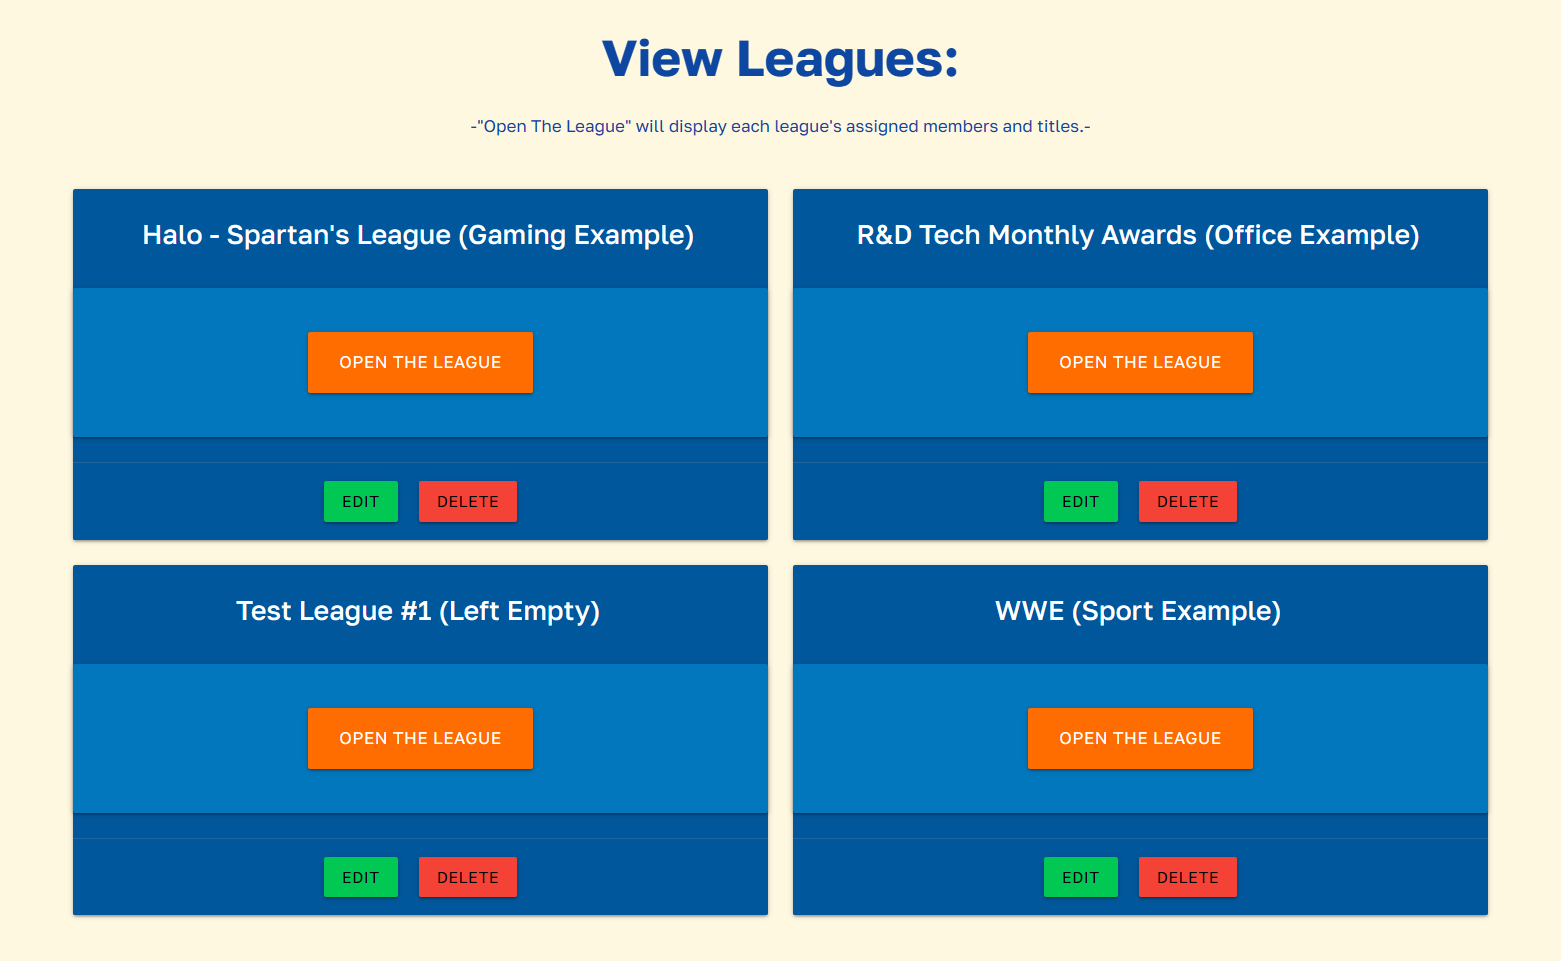 View Leagues:
-"Open The League" will display each league's assigned members and titles.-
Halo - Spartan's League (Gaming Example)
OPEN THE LEAGUE
EDIT DELETE
R&D Tech Monthly Awards (Office Example)
OPEN THE LEAGUE
EDIT DELETE
Test League #1 (Left Empty)
OPEN THE LEAGUE
EDIT DELETE
WWE (Sport Example)
OPEN THE LEAGUE
EDIT DELETE